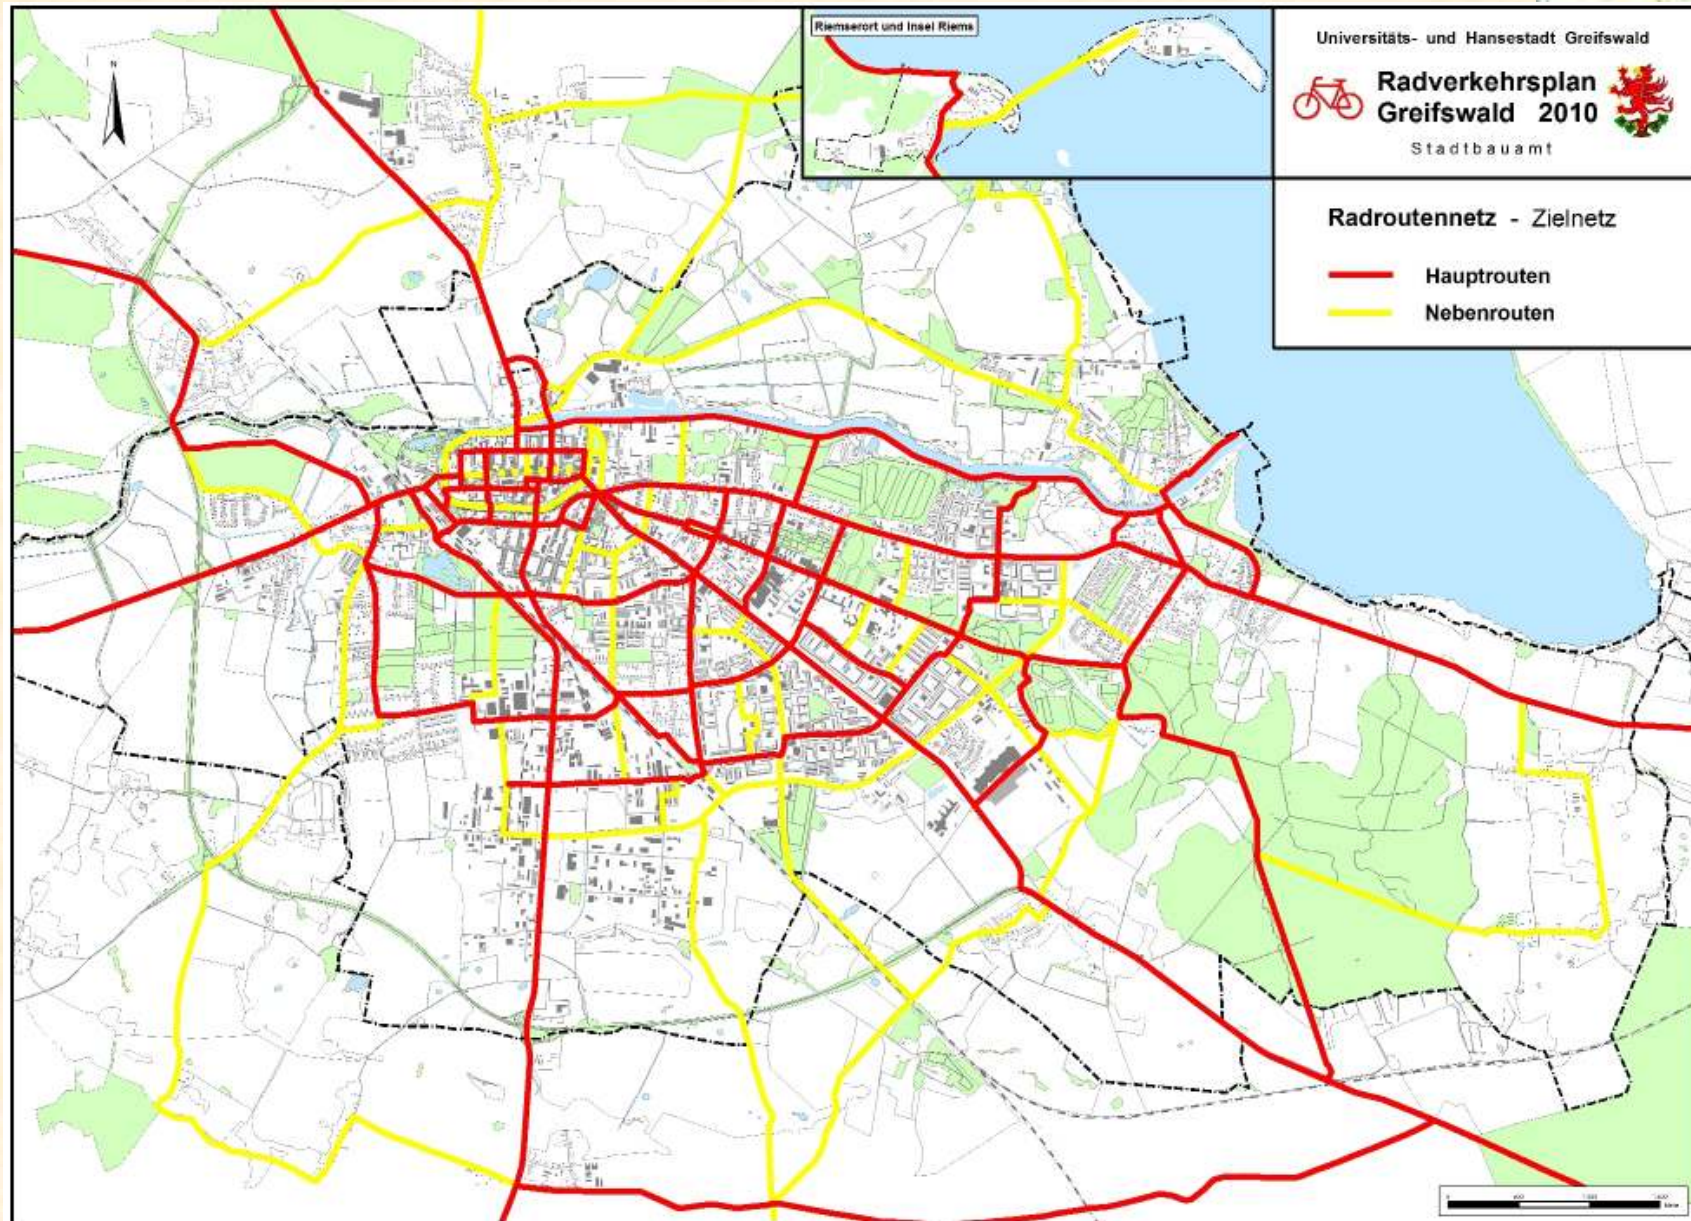 Riemserort und Insel Riems
Universitäts- und Hansestadt Greifswald
Radverkehrsplan
Greifswald 2010
Stadtbauamt
Radroutennetz - Zielnetz
Hauptrouten
Nebenrouten
N